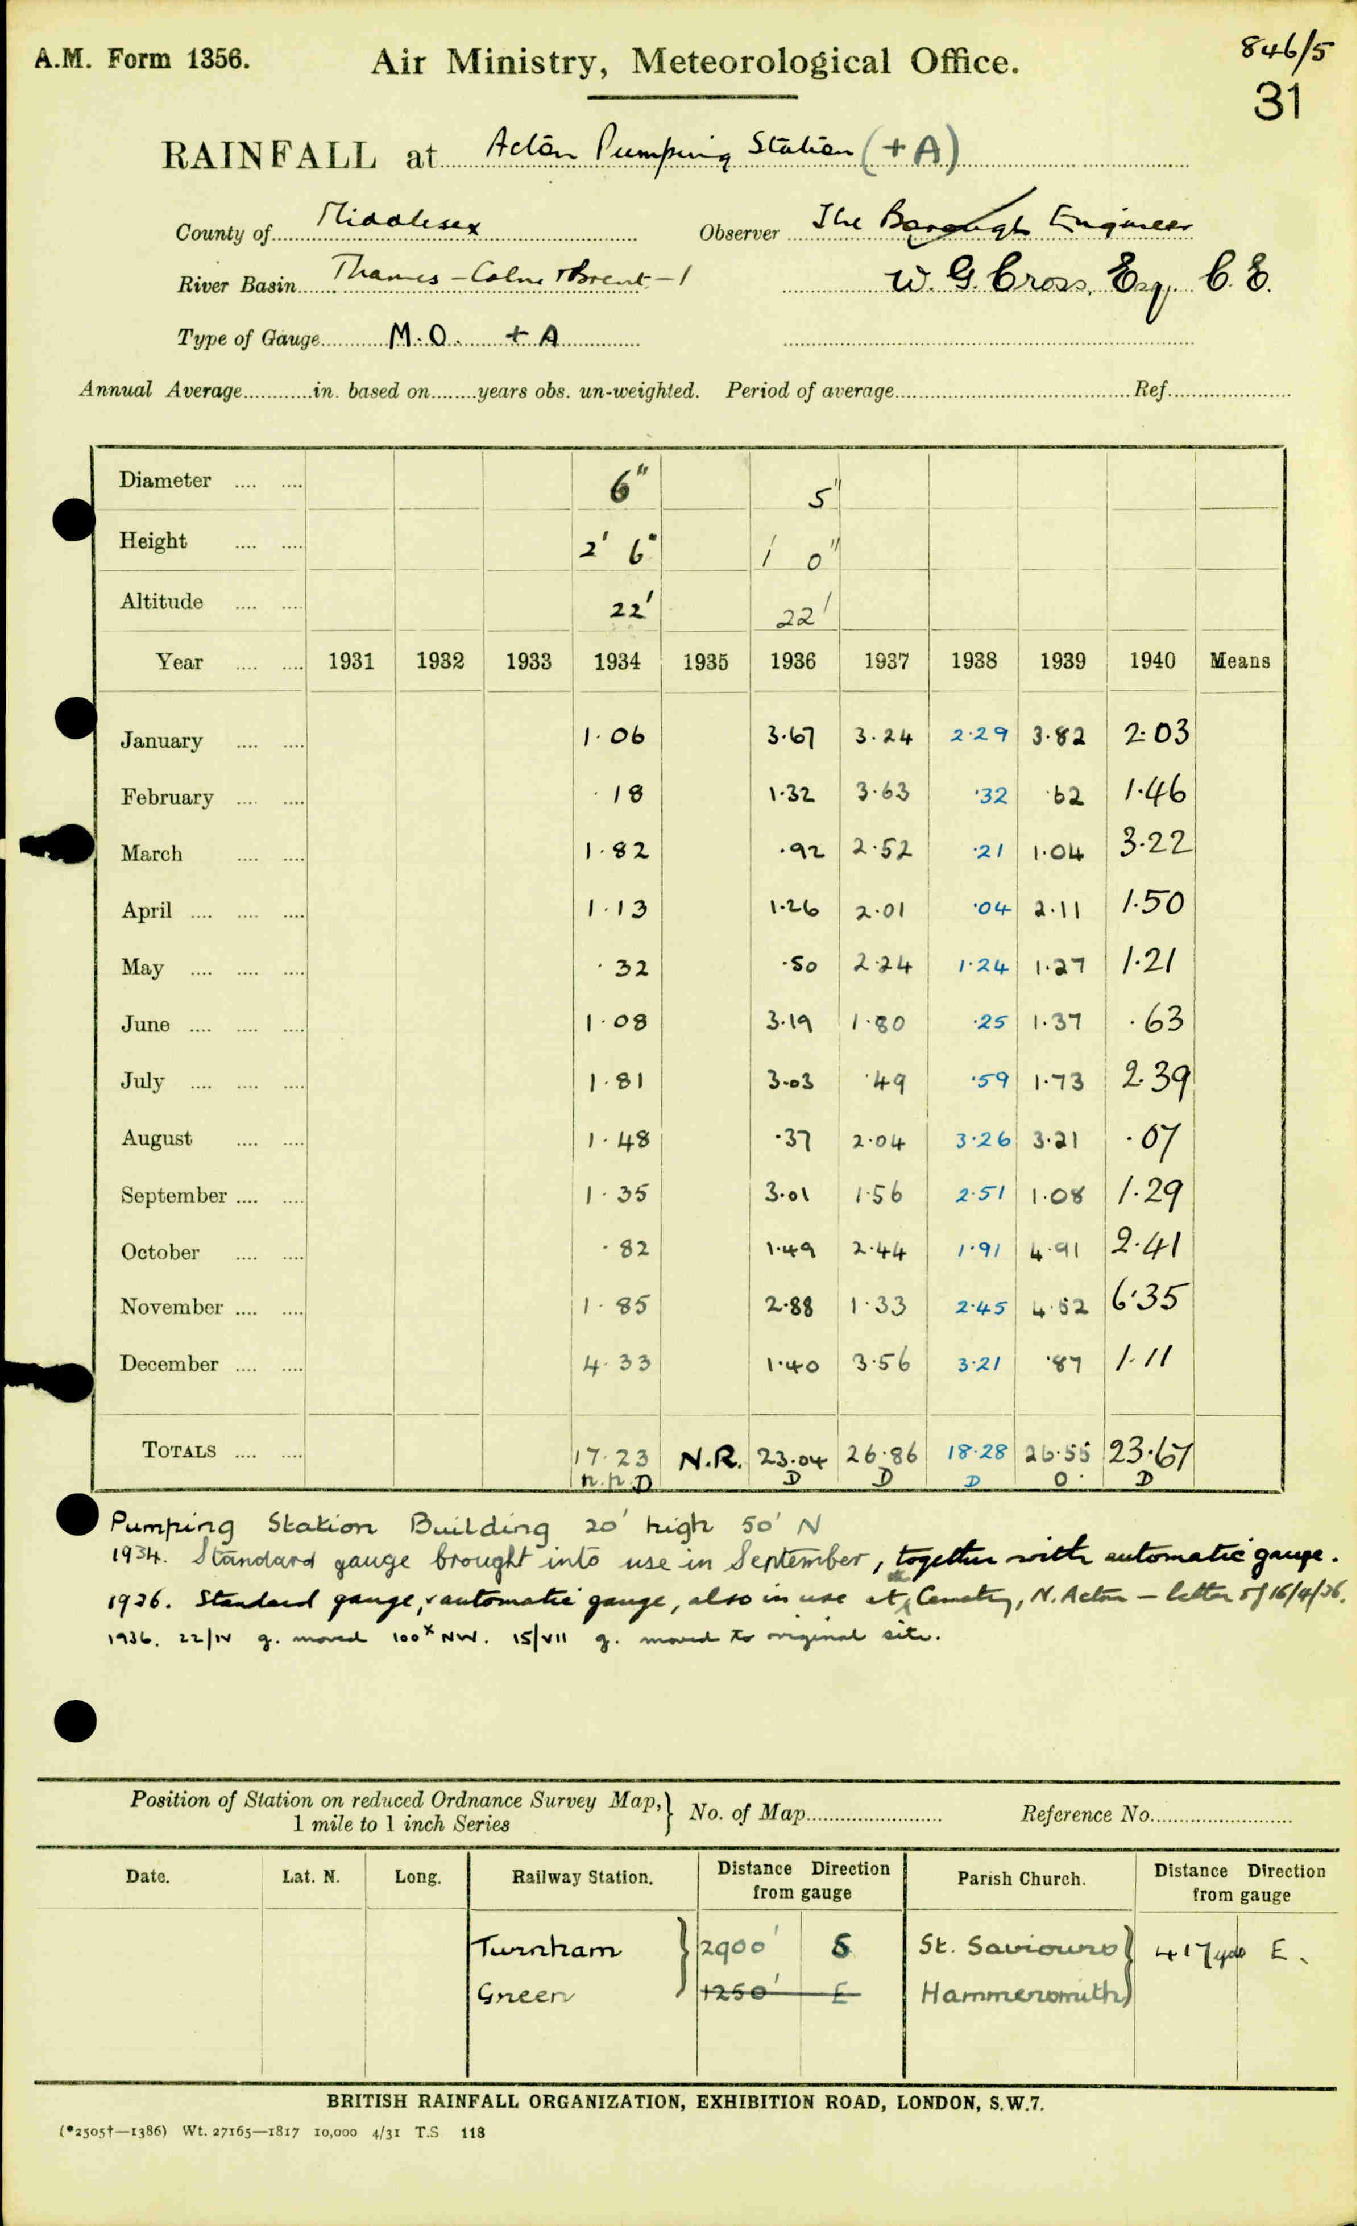 A.M. Form 1356. Air Ministry, Meteorological Office. 846/5
31
RAINFALL at Acton Pumping Station (+A)
County of Middlesex Observer The Borough Engineer
River Basin Thames - Colne & Brent - 1 W. G. Cross, Esq., C.E.
Type of Gauge M.O. + A
Annual Average in. based on years obs. un-weighted. Period of average Ref.
Diameter 6" 5"
Height 2' 6" 1 0"
Altitude 22' 22'
Year 1931 1932 1933 1934 1935 1936 1937 1938 1939 1940 Means
January 1.06 3.67 3.24 2.29 3.82 2.03
February .18 1.32 3.63 .32 .62 1.46
March 1.82 .92 2.52 .21 1.04 3.22
April 1.13 1.26 2.01 .04 2.11 1.50
May .32 .50 2.24 1.24 1.27 1.21
June 1.08 3.19 1.80 .25 1.37 .63
July 1.81 3.03 .49 .59 1.73 2.39
August 1.48 .37 2.04 3.26 3.21 .07
September 1.35 3.01 1.56 2.51 1.08 1.29
October .82 1.49 2.44 1.91 4.91 2.41
November 1.85 2.88 1.33 2.45 4.52 6.35
December 4.33 1.40 3.56 3.21 .87 1.11
TOTALS 17.23 N.R. 23.04 26.86 18.28 26.55 23.67
n.p. D D D D O D
Pumping Station Building 20' high 50' N
1934. Standard gauge brought into use in September, together with automatic gauge.
1936. Standard gauge, & automatic gauge, also in use at Cemetry, N. Acton - letter of 16/4/36.
1936. 22/IV g. moved 100x NW. 15/VII g. moved to original site.
Position of Station on reduced Ordnance Survey Map,} No. of Map Reference No.
1 mile to 1 inch Series
Date. Lat. N. Long. Railway Station. Distance Direction from gauge Parish Church. Distance Direction from gauge
Turnham } 2900' S St. Saviours } 417 yds E.
Green 1250' E Hammersmith
BRITISH RAINFALL ORGANIZATION, EXHIBITION ROAD, LONDON, S.W.7.
(*2505†—1386) Wt. 27165—1817 10,000 4/31 T.S 118